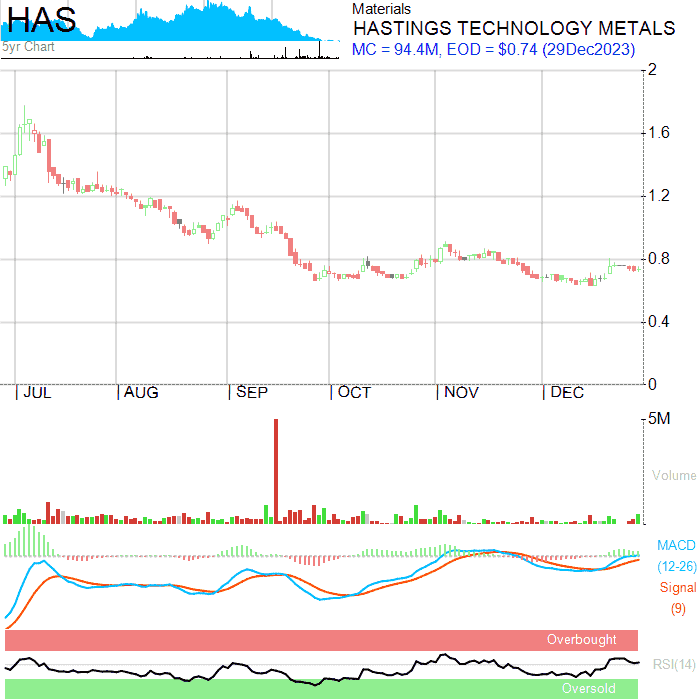 HAS
5yr Chart
Materials
HASTINGS TECHNOLOGY METALS
MC = 94.4M, EOD = $0.74 (29Dec2023)
2
1.6
1.2
0.8
0.4
0
JUL AUG SEP OCT NOV DEC
5M
Volume
MACD
(12-26)
Signal
(9)
Overbought
RSI(14)
Oversold